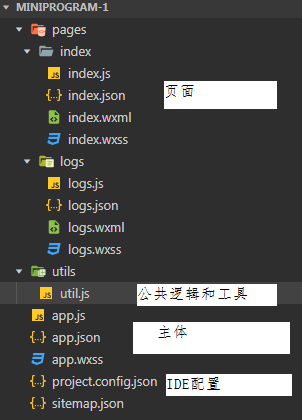 MINIPROGRAM-1
pages
index
index.js
index.json
页面
index.wxml
index.wxss
logs
logs.js
logs.json
logs.wxml
logs.wxss
utils
util.js 公共逻辑和工具
app.js
app.json 主体
app.wxss
project.config.json IDE配置
sitemap.json